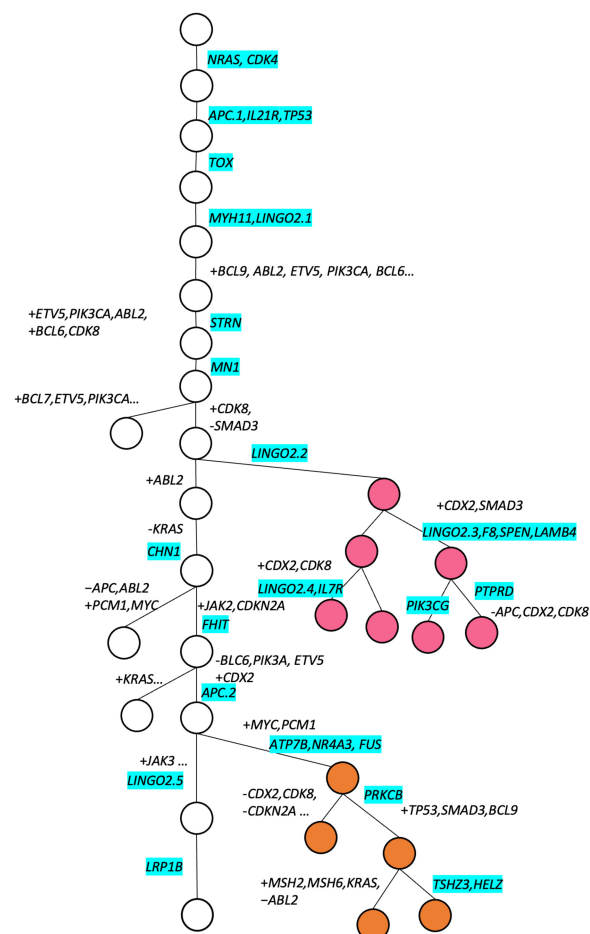 NRAS, CDK4
APC.1,IL21R,TP53
TOX
MYH11,LINGO2.1
+BCL9, ABL2, ETV5, PIK3CA, BCL6...
+ETV5,PIK3CA,ABL2,
+BCL6,CDK8
STRN
MN1
+BCL7,ETV5,PIK3CA...
+CDK8,
-SMAD3
LINGO2.2
+ABL2
+CDX2,SMAD3
-KRAS
LINGO2.3,F8,SPEN,LAMB4
CHN1
+CDX2,CDK8
LINGO2.4,IL7R
PTPRD
PIK3CG
-APC,CDX2,CDK8
−APC,ABL2
+PCM1,MYC
+JAK2,CDKN2A
FHIT
-BLC6,PIK3A, ETV5
+CDX2
+KRAS...
APC.2
+MYC,PCM1
ATP7B,NR4A3, FUS
+JAK3 ...
LINGO2.5
-CDX2,CDK8,
-CDKN2A ...
PRKCB
+TP53,SMAD3,BCL9
LRP1B
+MSH2,MSH6,KRAS,
−ABL2
TSHZ3,HELZ